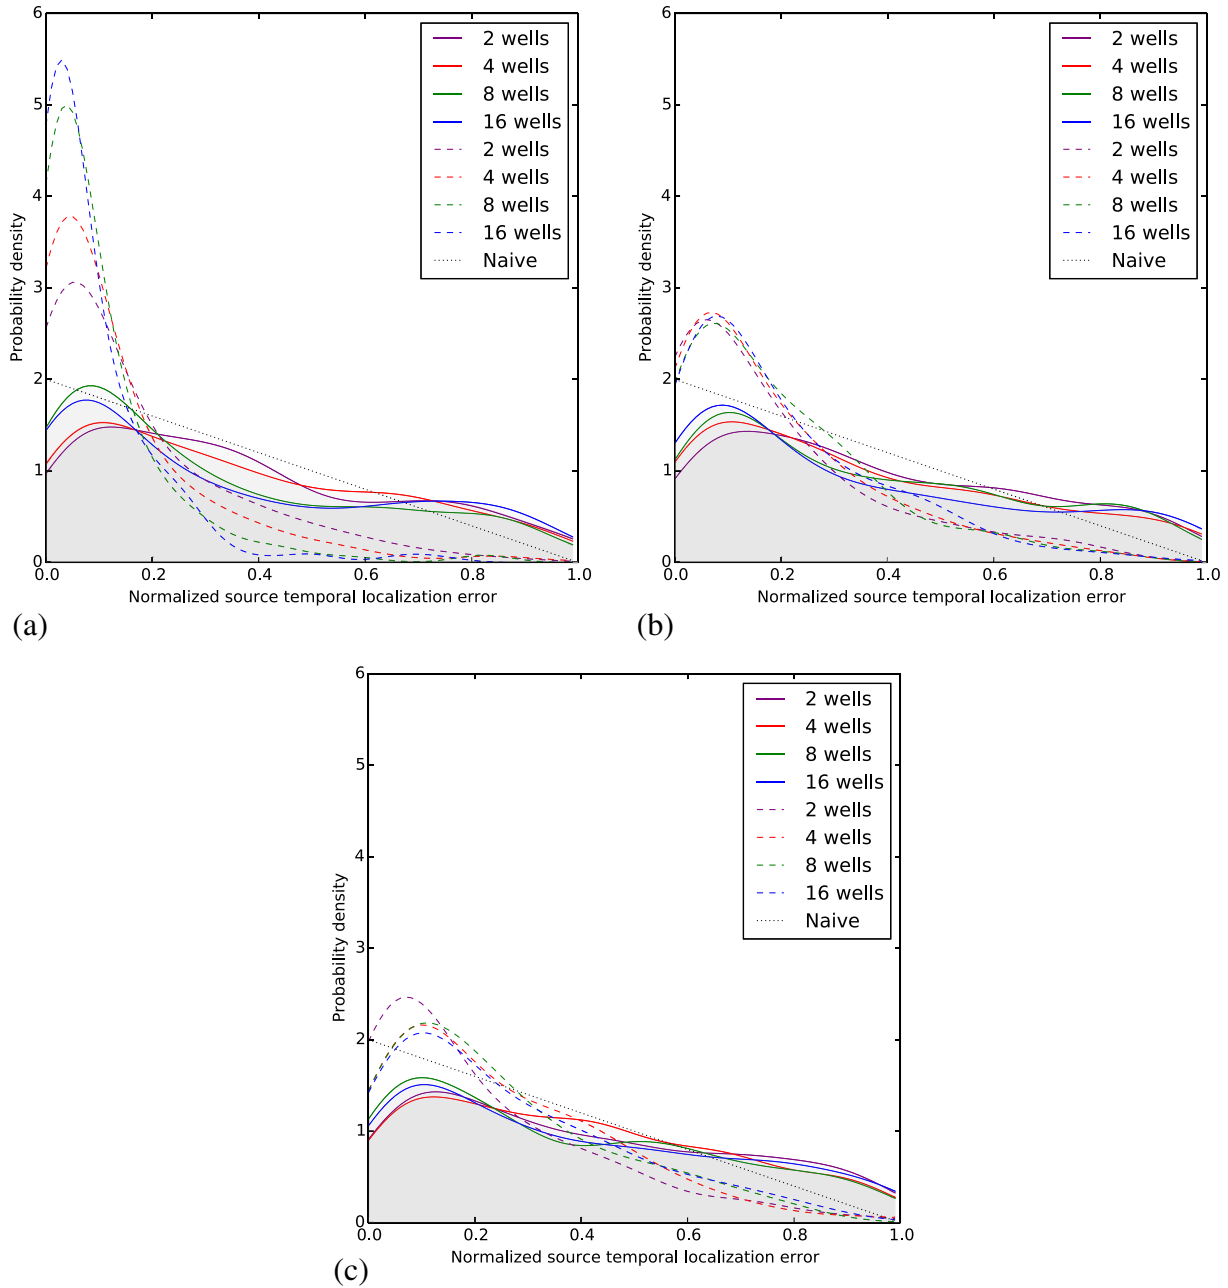 6
5
4
3
2
1
0
0.0 0.2 0.4 0.6 0.8 1.0
Probability density
Normalized source temporal localization error
2 wells
4 wells
8 wells
16 wells
2 wells
4 wells
8 wells
16 wells
Naive
(a)
6
5
4
3
2
1
0
0.0 0.2 0.4 0.6 0.8 1.0
Probability density
Normalized source temporal localization error
2 wells
4 wells
8 wells
16 wells
2 wells
4 wells
8 wells
16 wells
Naive
(b)
6
5
4
3
2
1
0
0.0 0.2 0.4 0.6 0.8 1.0
Probability density
Normalized source temporal localization error
2 wells
4 wells
8 wells
16 wells
2 wells
4 wells
8 wells
16 wells
Naive
(c)